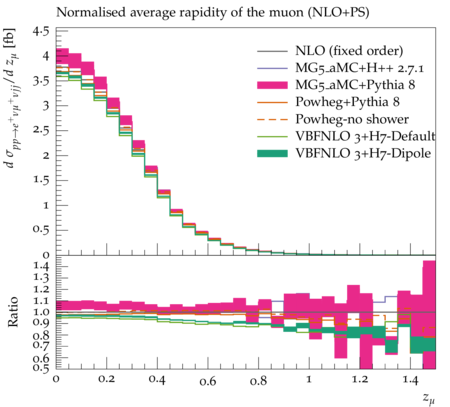 Normalised average rapidity of the muon (NLO+PS)
d σ_{pp→e⁺νμ⁺νjj}/d z_μ [fb]
4.5
4
3.5
3
2.5
2
1.5
1
0.5
0
NLO (fixed order)
MG5_aMC+H++ 2.7.1
MG5_aMC+Pythia 8
Powheg+Pythia 8
Powheg-no shower
VBFNLO 3+H7-Default
VBFNLO 3+H7-Dipole
Ratio
1.4
1.3
1.2
1.1
1.0
0.9
0.8
0.7
0.6
0.5
0 0.2 0.4 0.6 0.8 1 1.2 1.4
z_μ